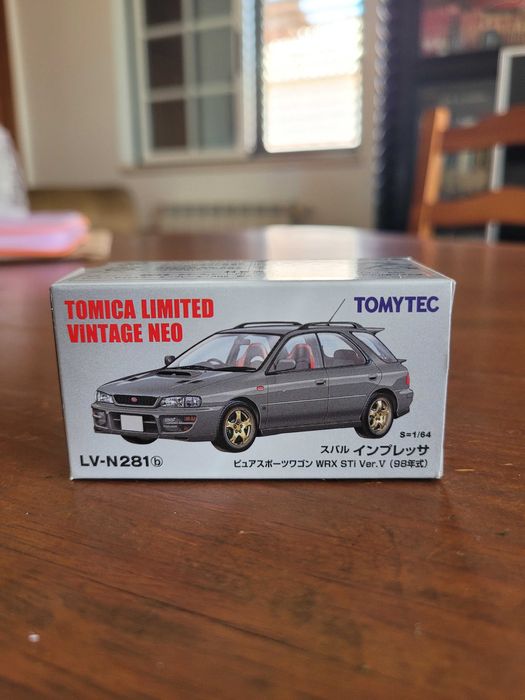 TOMICA LIMITED
VINTAGE NEO
TOMYTEC
S=1/64
LV-N281ⓑ
スバル インプレッサ
ピュアスポーツワゴン WRX STi Ver.V (98年式)